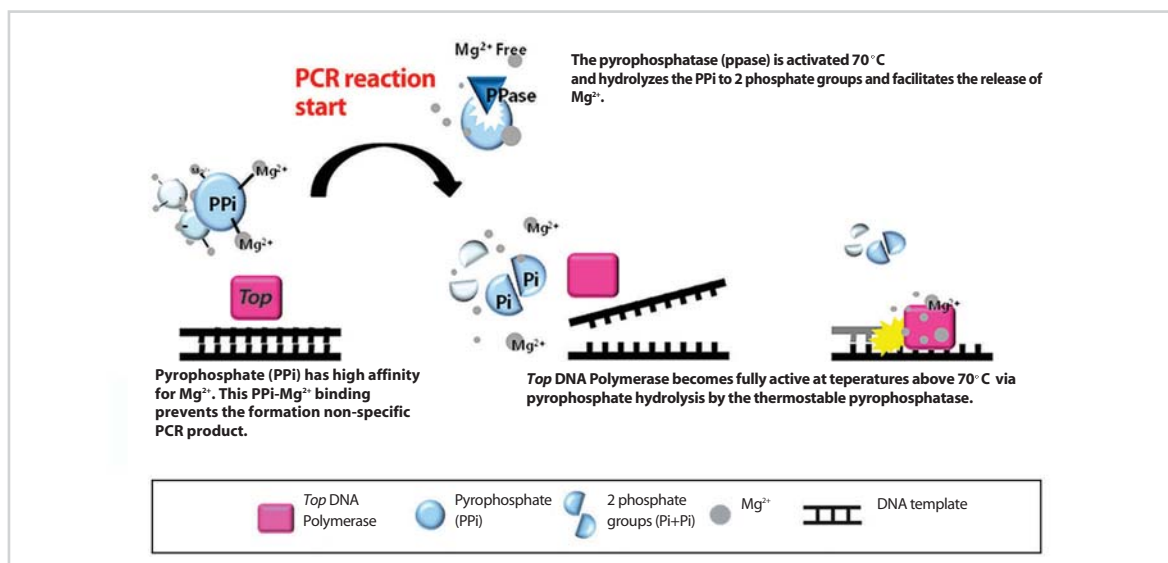 Mg²⁺ Free
The pyrophosphatase (ppase) is activated 70°C
and hydrolyzes the PPi to 2 phosphate groups and facilitates the release of
Mg²⁺.
PCR reaction
start
PPase
Mg²⁺
Mg²⁺
PPi
Mg²⁺
Top
Mg²⁺
Pi
Pi
Mg²⁺
Mg²⁺
Pyrophosphate (PPi) has high affinity
for Mg²⁺. This PPi-Mg²⁺ binding
prevents the formation non-specific
PCR product.
Top DNA Polymerase becomes fully active at teperatures above 70°C via
pyrophosphate hydrolysis by the thermostable pyrophosphatase.
Top DNA
Polymerase
Pyrophosphate
(PPi)
2 phosphate
groups (Pi+Pi)
Mg²⁺
DNA template